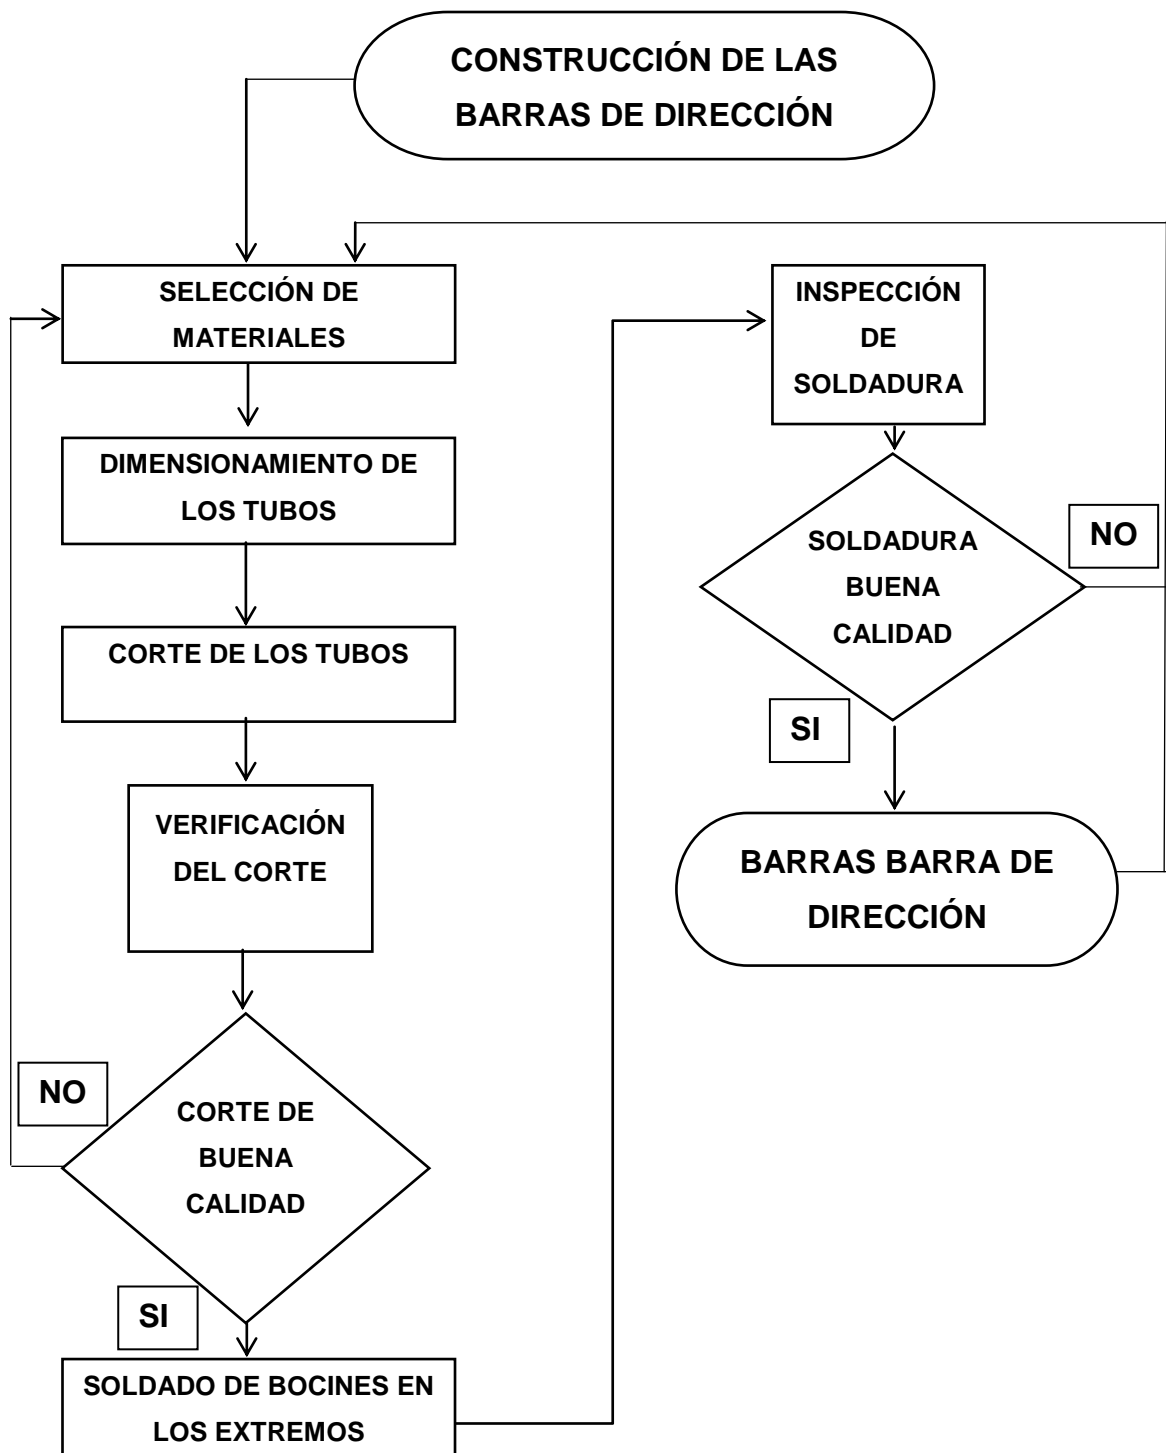 CONSTRUCCIÓN DE LAS
BARRAS DE DIRECCIÓN
SELECCIÓN DE
MATERIALES
DIMENSIONAMIENTO DE
LOS TUBOS
CORTE DE LOS TUBOS
VERIFICACIÓN
DEL CORTE
NO
CORTE DE
BUENA
CALIDAD
SI
SOLDADO DE BOCINES EN
LOS EXTREMOS
INSPECCIÓN
DE
SOLDADURA
NO
SOLDADURA
BUENA
CALIDAD
SI
BARRAS BARRA DE
DIRECCIÓN